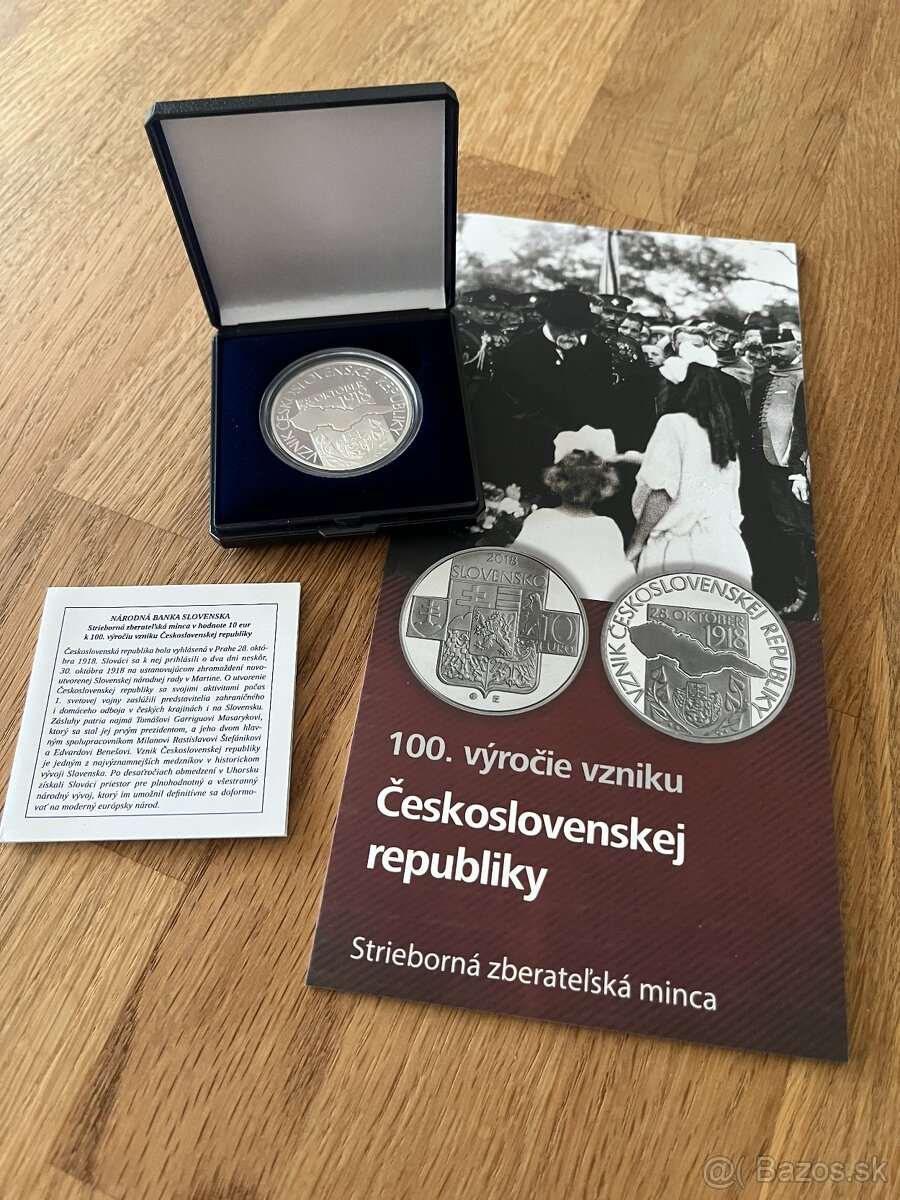 VZNIK ČESKOSLOVENSKEJ REPUBLIKY
28. OKTÓBER
1918
NÁRODNÁ BANKA SLOVENSKA
Strieborná zberateľská minca v hodnote 10 eur
k 100. výročiu vzniku Československej republiky
Československá republika bola vyhlásená v Prahe 28. októ-
bra 1918. Slováci sa k nej prihlásili o dva dni neskôr,
30. októbra 1918 na ustanovujúcom zhromaždení novo-
utvorenej Slovenskej národnej rady v Martine. O utvorenie
Československej republiky sa svojimi aktivitami počas
1. svetovej vojny zaslúžili predstavitelia zahraničného
i domáceho odboja v českých krajinách i na Slovensku.
Zásluhy patria najmä Tomášovi Garriguovi Masarykovi,
ktorý sa stal jej prvým prezidentom, a jeho dvom hlav-
ným spolupracovníkom Milanovi Rastislavovi Štefánikovi
a Edvardovi Benešovi. Vznik Československej republiky
je jedným z najvýznamnejších medzníkov v historickom
vývoji Slovenska. Po desaťročiach obmedzení v Uhorsku
získali Slováci priestor pre plnohodnotný a všestranný
národný vývoj, ktorý im umožnil definitívne sa doformo-
vať na moderný európsky národ.
2018
SLOVENSKO
10
EURO
VZNIK ČESKOSLOVENSKEJ REPUBLIKY
28. OKTÓBER
1918
100. výročie vzniku
Československej
republiky
Strieborná zberateľská minca
@( Bazos.sk